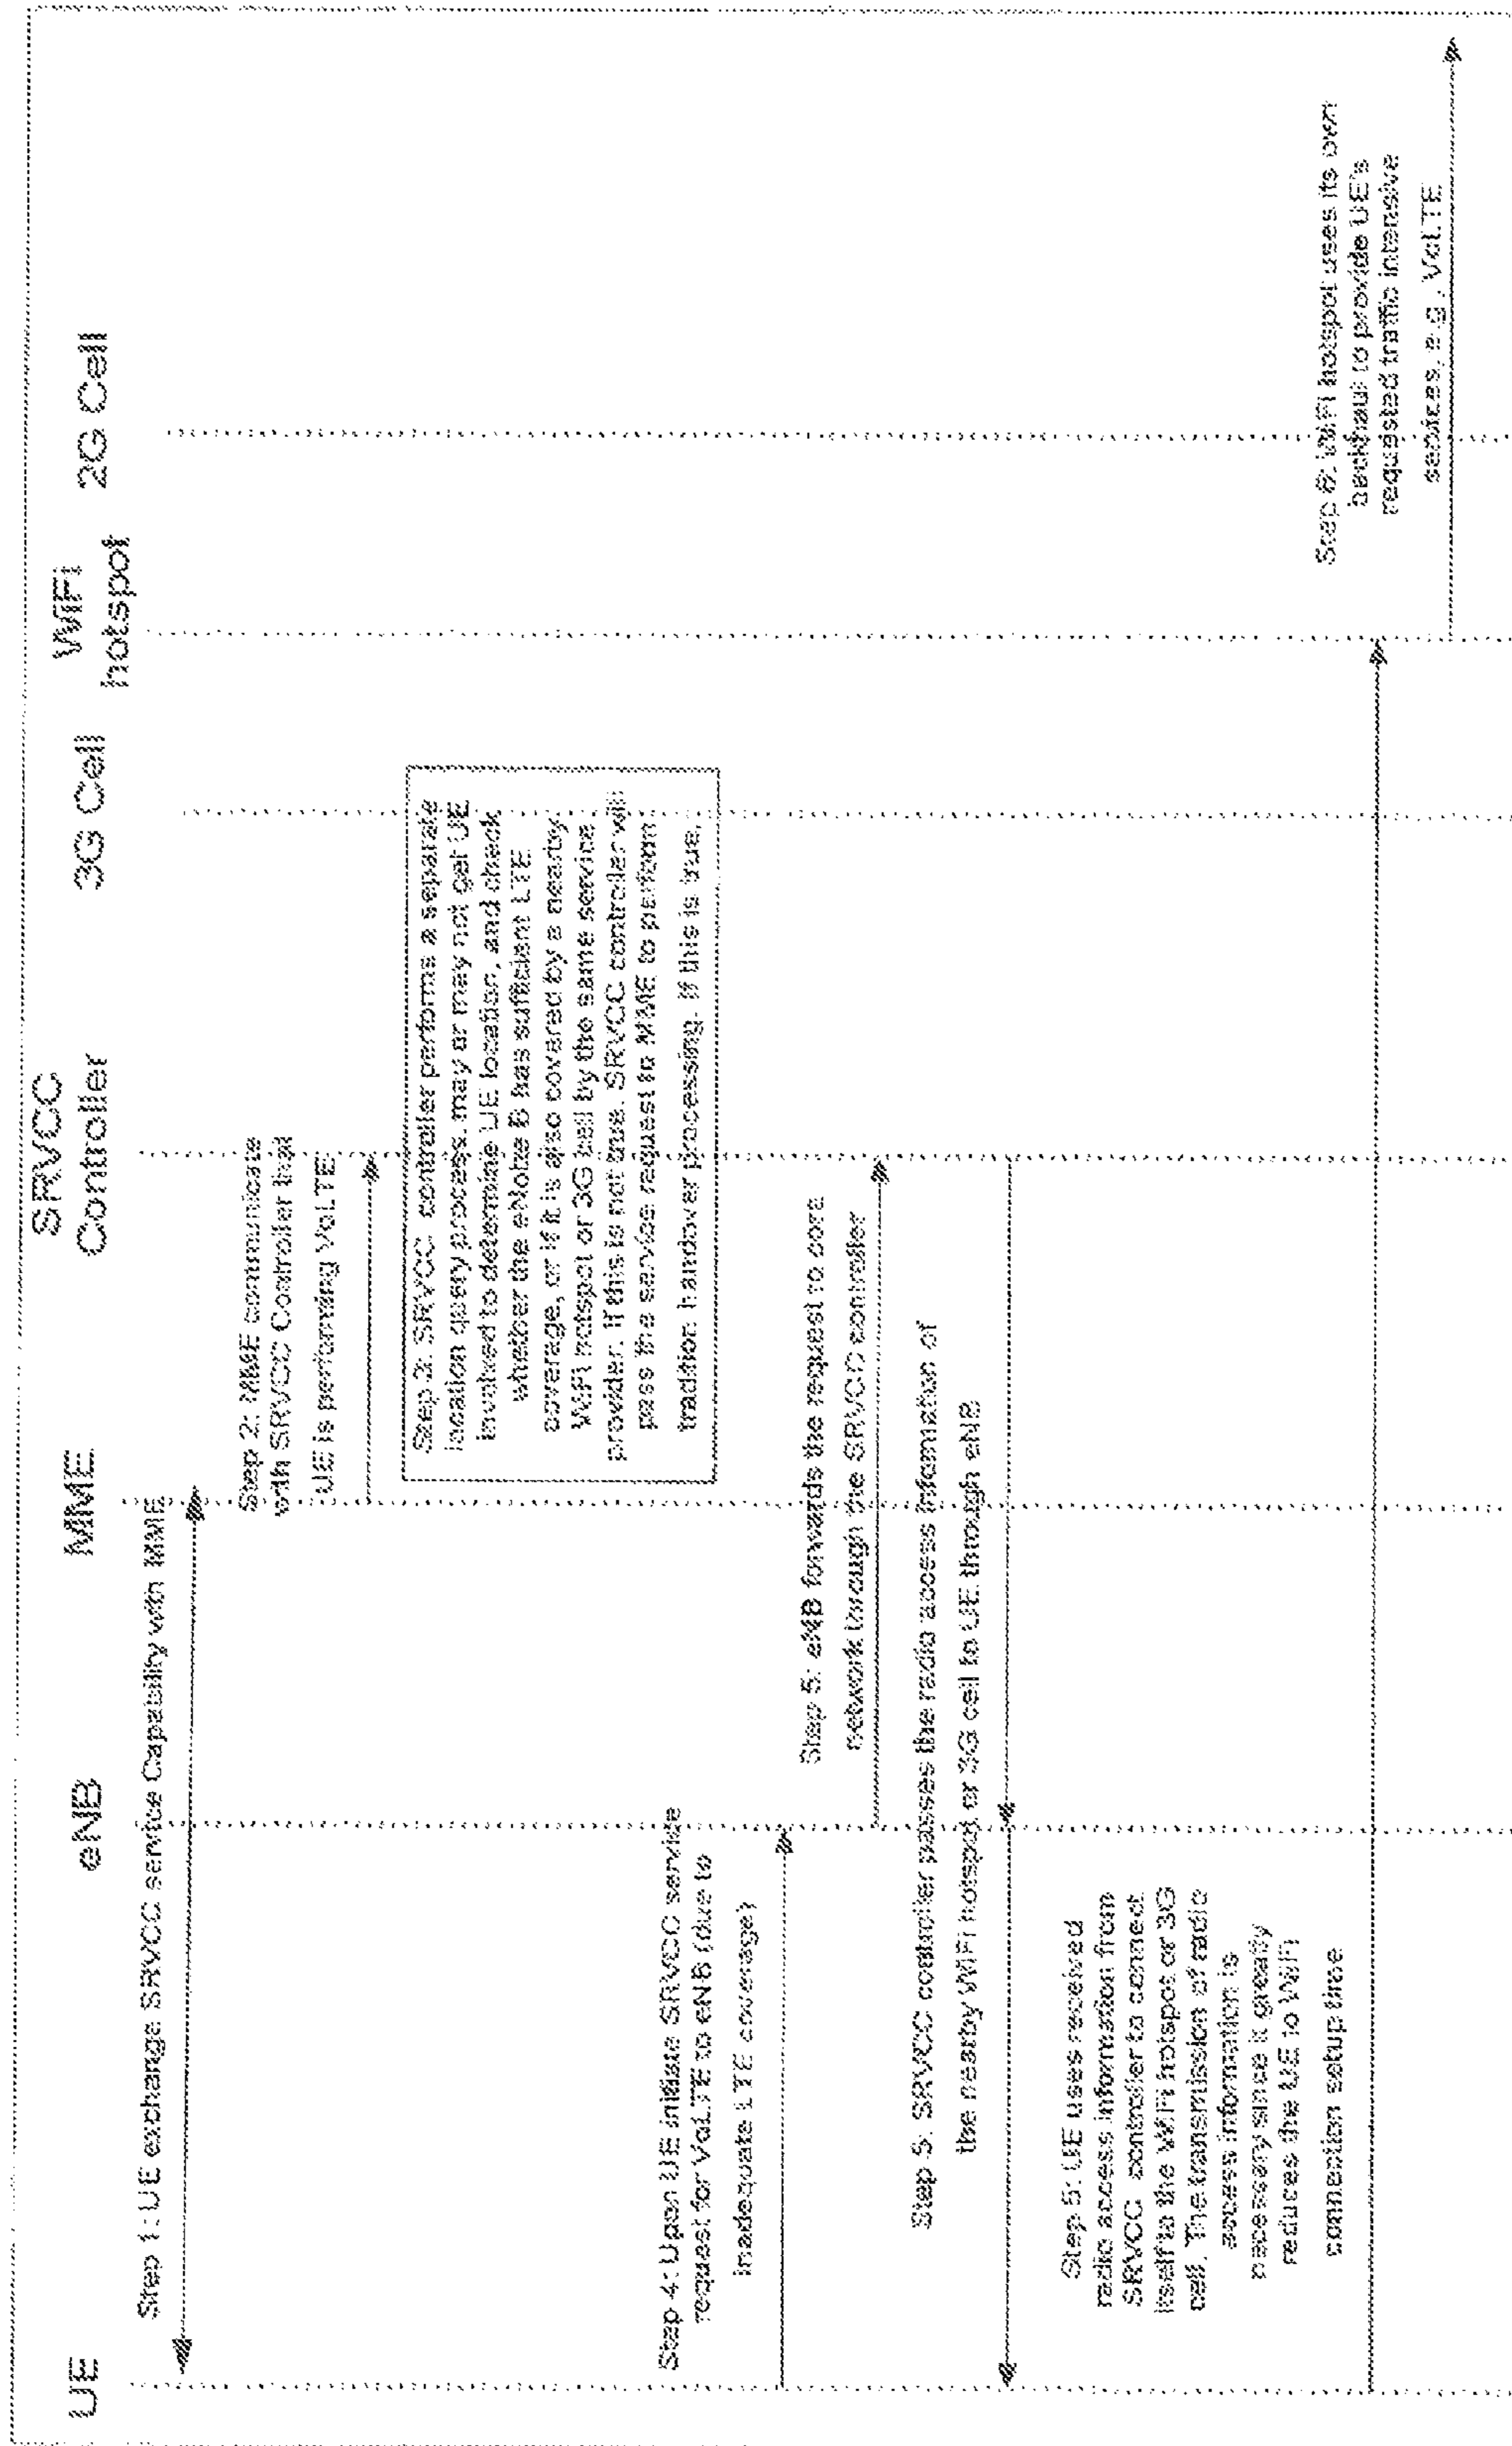 UE
eNB
MME
SRVCC
Controller
3G Cell
WiFi
hotspot
2G Cell
Step 1: UE exchange SRVCC service Capability with MME
Step 2: MME communicate
with SRVCC Controller that
UE is performing VoLTE
Step 3: SRVCC controller performs a separate
location query process, may or may not get UE
involved to determine UE location, and check
whether the eNote B has sufficient LTE
coverage, or if it is also covered by a nearby
WiFi hotspot or 3G cell by the same service
provider. If this is not true, SRVCC controller will
pass the service request to MME to perform
tradition handover processing. If this is true,
Step 4: Upon UE initiate SRVCC service
request for VoLTE to eNB (due to
inadequate LTE coverage)
Step 5: eNB forwards the request to core
network through the SRVCC controller
Step 5: SRVCC controller passes the radio access information of
the nearby WiFi hotspot or 3G cell to UE through eNB
Step 5: UE uses received
radio access information from
SRVCC controller to connect
itself to the WiFi hotspot or 3G
cell. The transmission of radio
access information is
necessary since it greatly
reduces the UE to WiFi
connection setup time
Step 6: WiFi hotspot uses its own
backhaul to provide UE's
requested traffic intensive
services, e.g. VoLTE